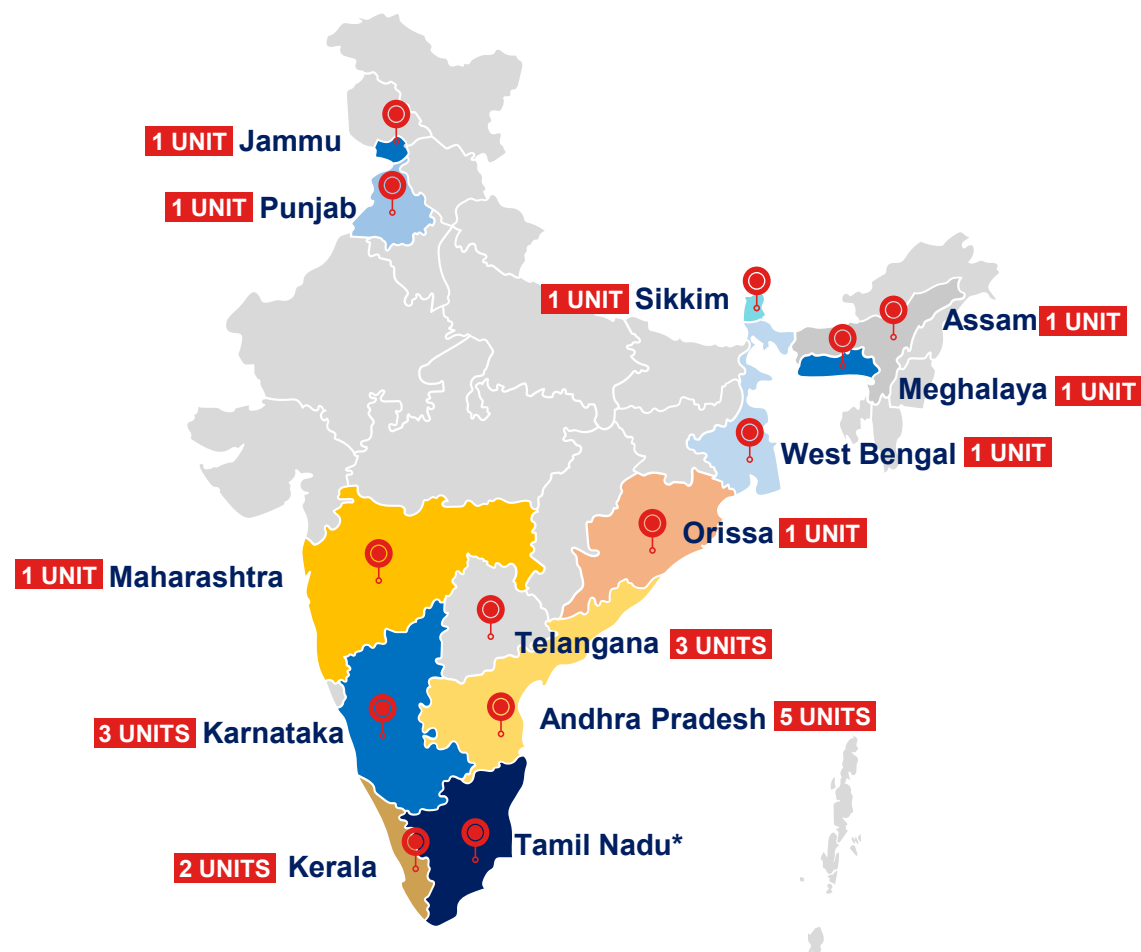 1 UNIT Jammu
1 UNIT Punjab
1 UNIT Sikkim
Assam 1 UNIT
Meghalaya 1 UNIT
West Bengal 1 UNIT
Orissa 1 UNIT
1 UNIT Maharashtra
Telangana 3 UNITS
Andhra Pradesh 5 UNITS
3 UNITS Karnataka
Tamil Nadu*
2 UNITS Kerala